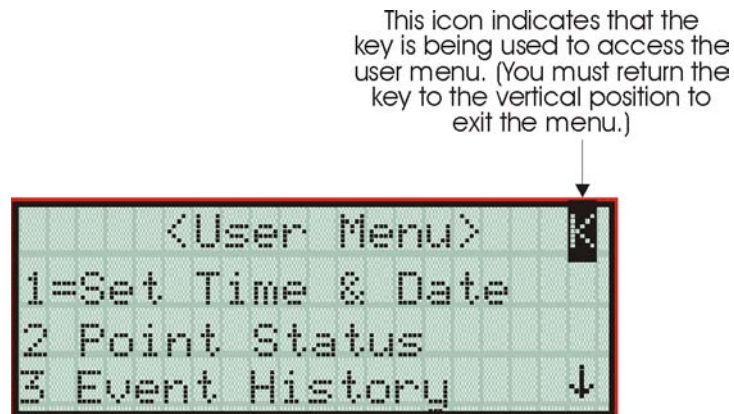 This icon indicates that the
key is being used to access the
user menu. (You must return the
key to the vertical position to
exit the menu.)
<User Menu> K
1=Set Time & Date
2 Point Status
3 Event History ↓